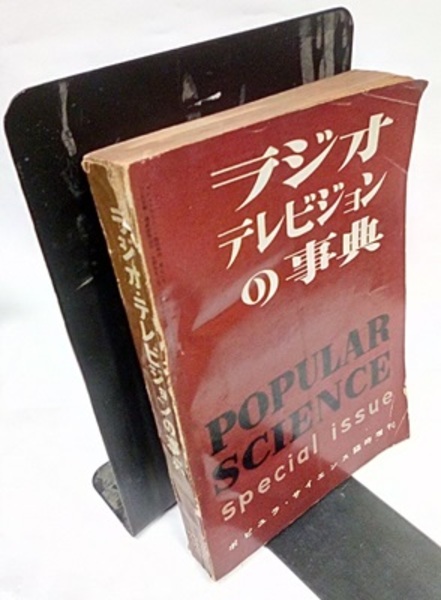 ラジオ
テレビジョン
の事典
POPULAR
SCIENCE
special issue
ポピュラ・サイエンス臨時増刊
ラジオ・テレビジョンの事典